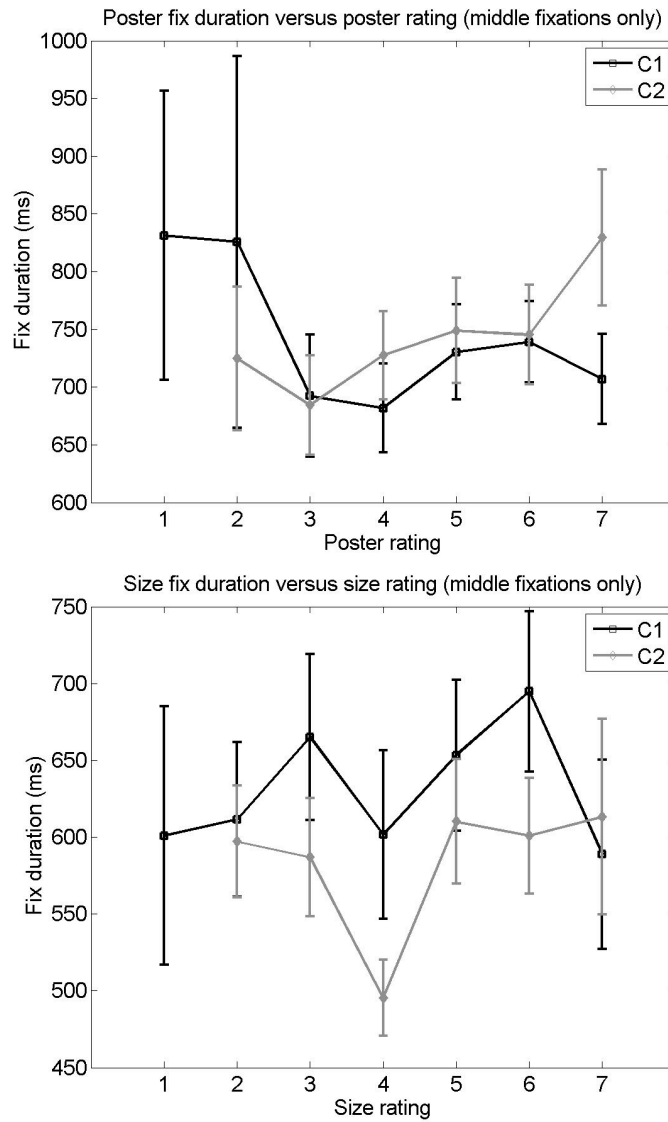 Poster fix duration versus poster rating (middle fixations only)
1000
950
900
850
800
750
700
650
600
Fix duration (ms)
C1
C2
1 2 3 4 5 6 7
Poster rating
Size fix duration versus size rating (middle fixations only)
750
700
650
600
550
500
450
Fix duration (ms)
C1
C2
1 2 3 4 5 6 7
Size rating